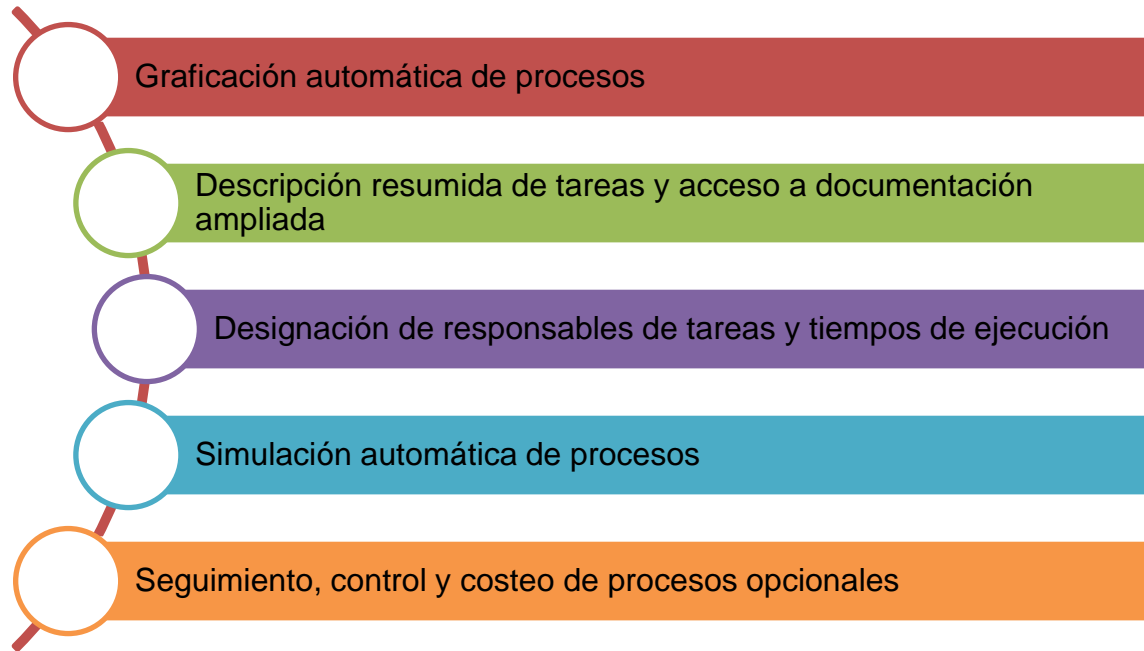 Graficación automática de procesos
Descripción resumida de tareas y acceso a documentación
ampliada
Designación de responsables de tareas y tiempos de ejecución
Simulación automática de procesos
Seguimiento, control y costeo de procesos opcionales